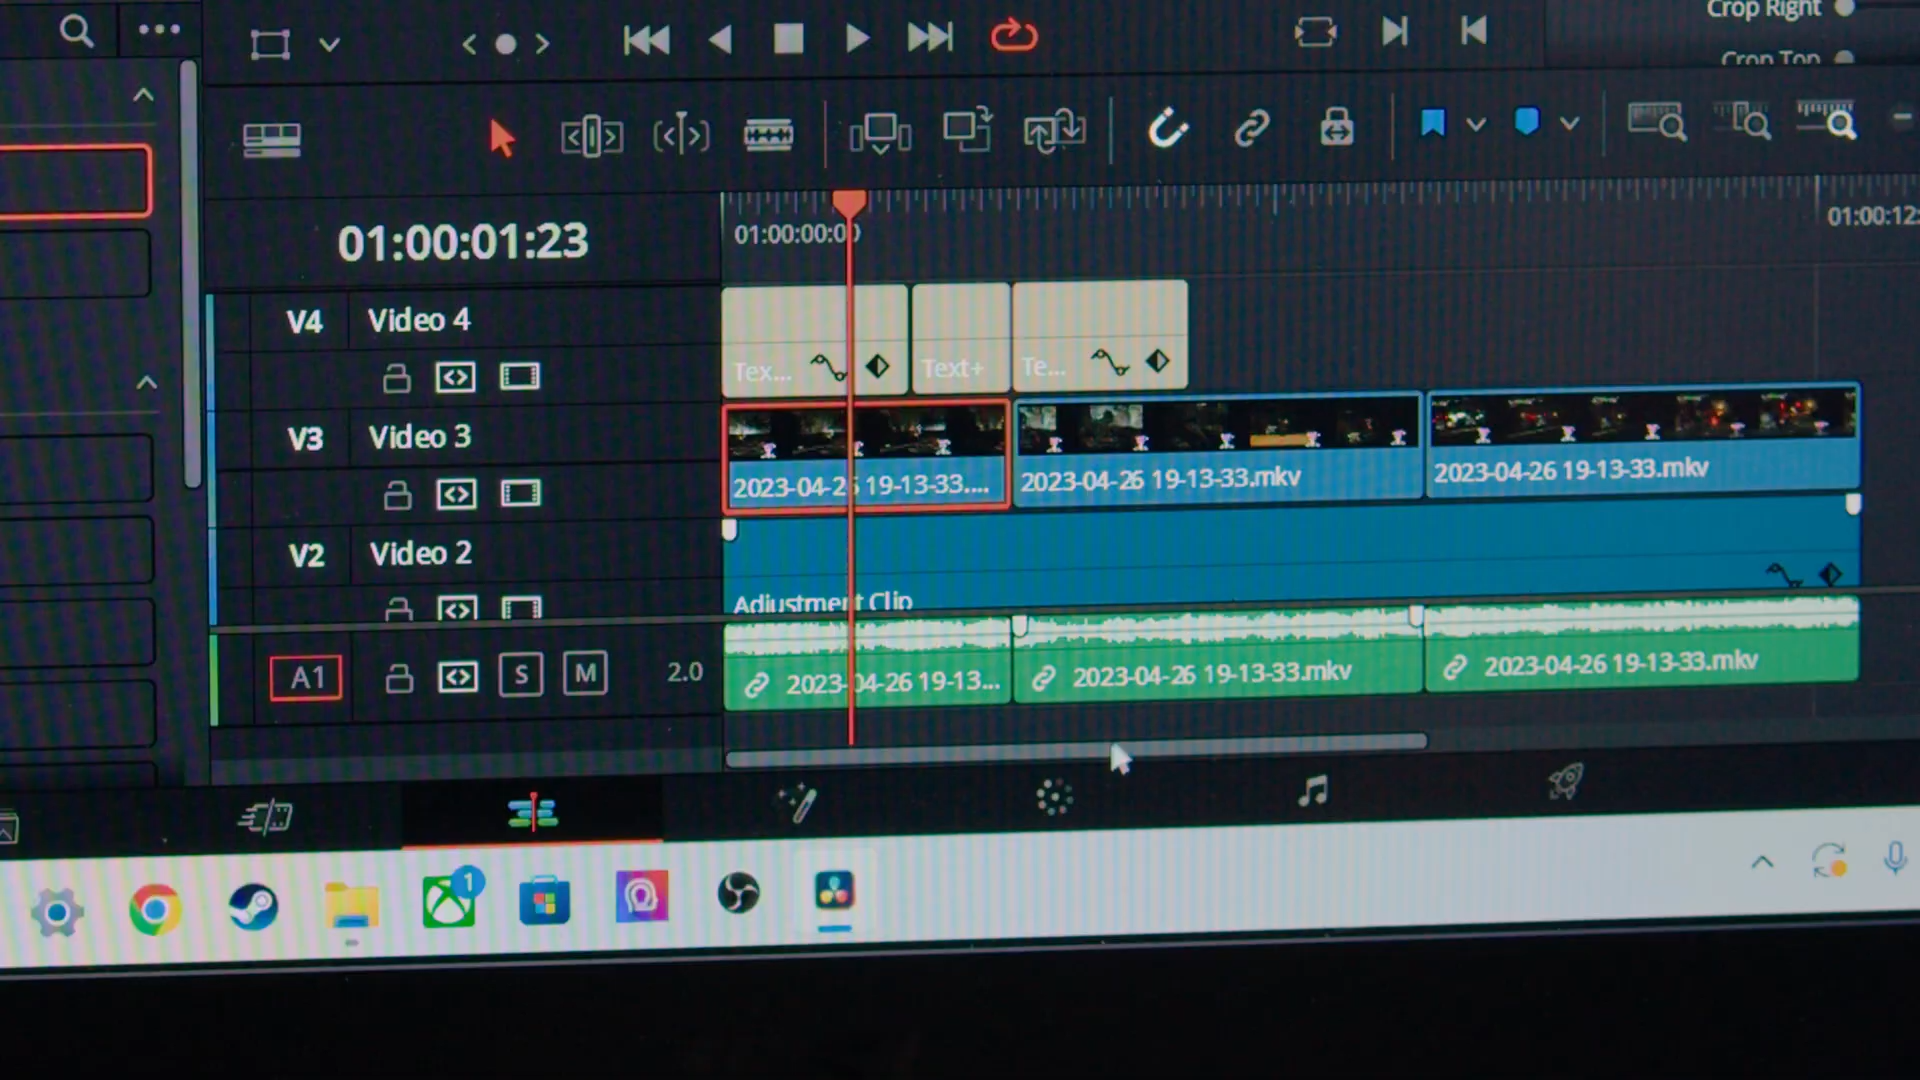 Crop Right
Crop Top
01:00:01:23
01:00:00:00
01:00:12:
V4 Video 4
Tex...
Text+
Te...
V3 Video 3
2023-04-26 19-13-33....
2023-04-26 19-13-33.mkv
2023-04-26 19-13-33.mkv
V2 Video 2
Adjustment Clip
A1 S M 2.0
2023-04-26 19-13...
2023-04-26 19-13-33.mkv
2023-04-26 19-13-33.mkv
1